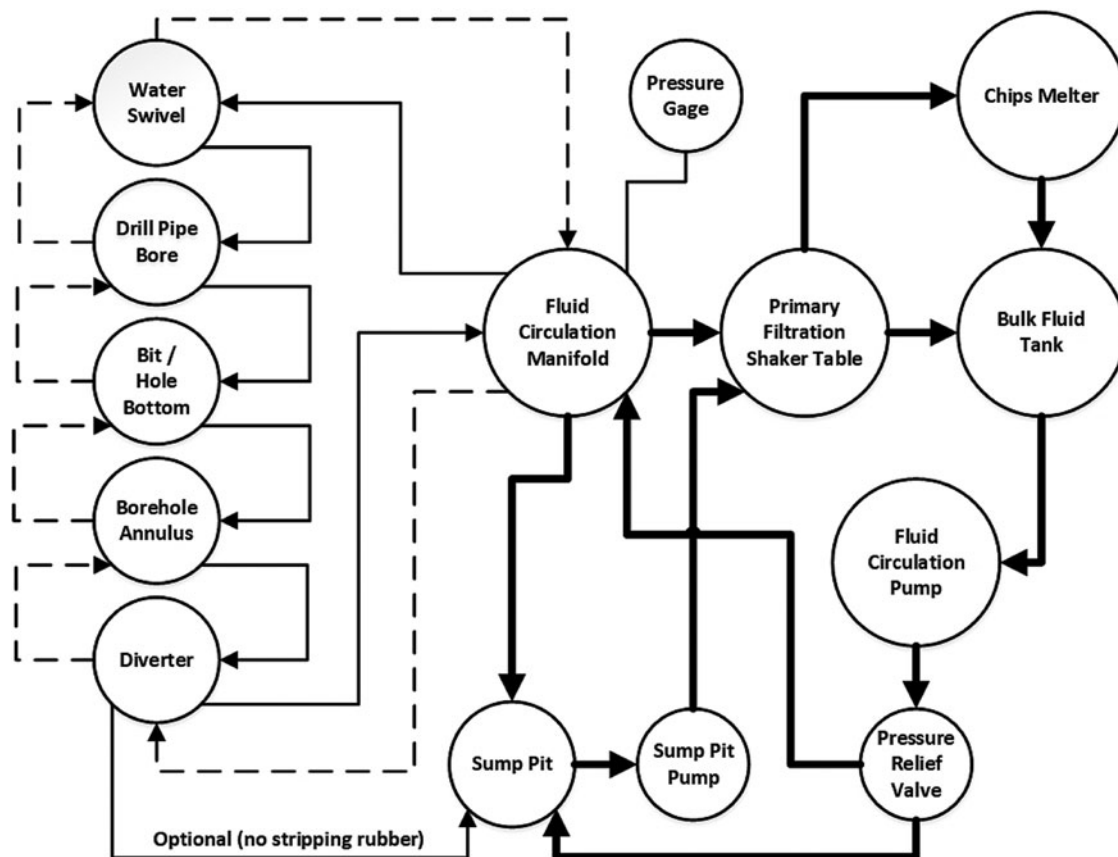 Water
Swivel
Pressure
Gage
Chips Melter
Drill Pipe
Bore
Fluid
Circulation
Manifold
Primary
Filtration
Shaker Table
Bulk Fluid
Tank
Bit /
Hole
Bottom
Borehole
Annulus
Fluid
Circulation
Pump
Diverter
Sump Pit
Sump Pit
Pump
Pressure
Relief
Valve
Optional (no stripping rubber)